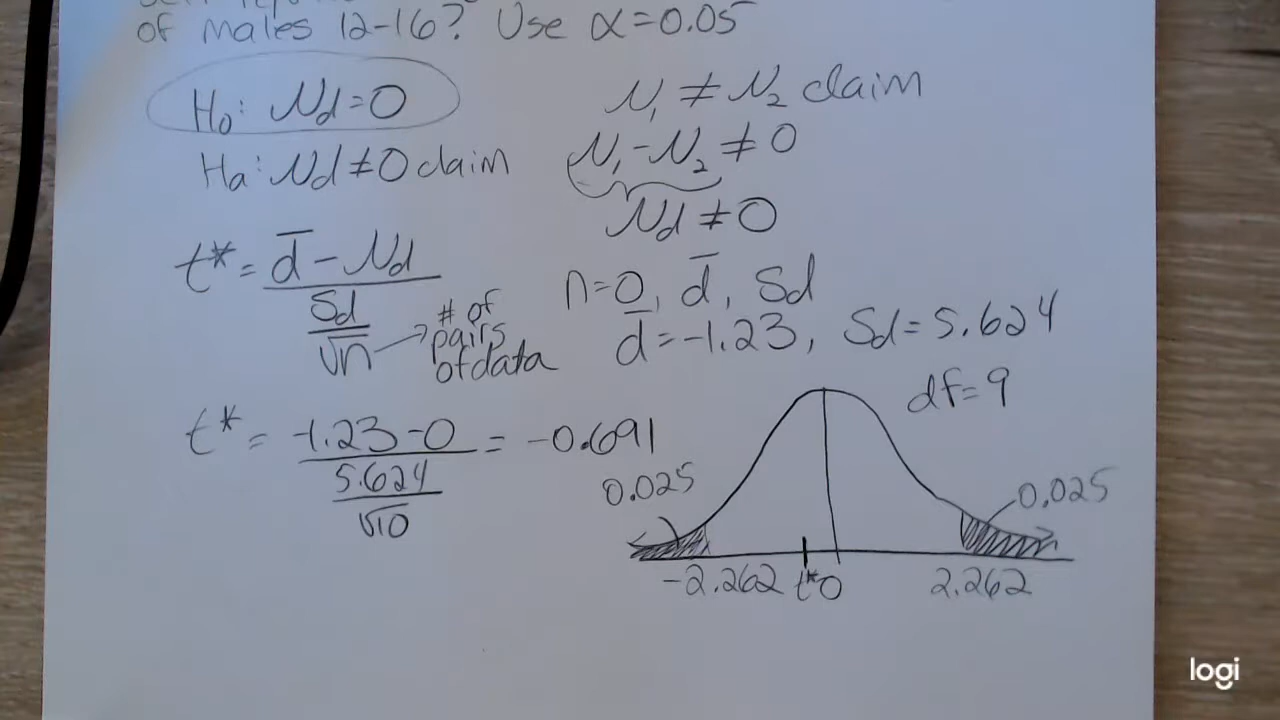 of males 12-16? Use α=0.05
H₀: μd=0
Ha: μd≠0 claim
μ₁ ≠ μ₂ claim
μ₁-μ₂ ≠ 0
μd ≠ 0
t* = d̄ - μd / Sd/√n → # of pairs of data
n=0, d̄, Sd
d̄=-1.23, Sd=5.624
t* = -1.23-0 / 5.624/√10 = -0.691
df=9
0.025
0.025
-2.262 t* 0 2.262
logi